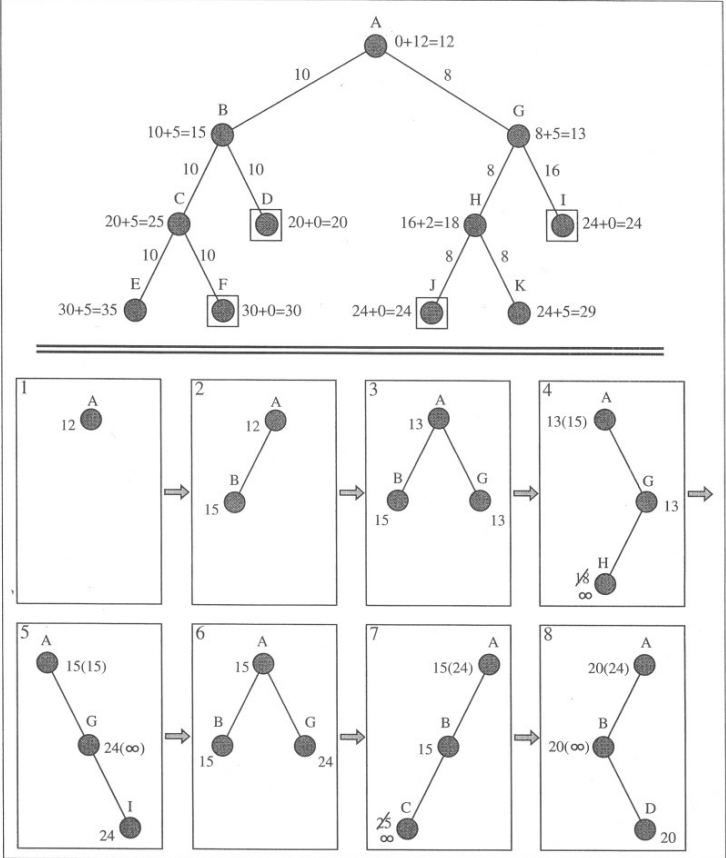 A
0+12=12
10 8
B G
10+5=15 8+5=13
10 10 8 16
C D H I
20+5=25 20+0=20 16+2=18 24+0=24
10 10 8 8
E F J K
30+5=35 30+0=30 24+0=24 24+5=29
1
A
12
2
A
12
B
15
3
A
13
B G
15 13
4
A
13(15)
G
13
H
18
∞
5
A
15(15)
G
24(∞)
I
24
6
A
15
B G
15 24
7
A
15(24)
B
15
C
25
∞
8
A
20(24)
B
20(∞)
D
20